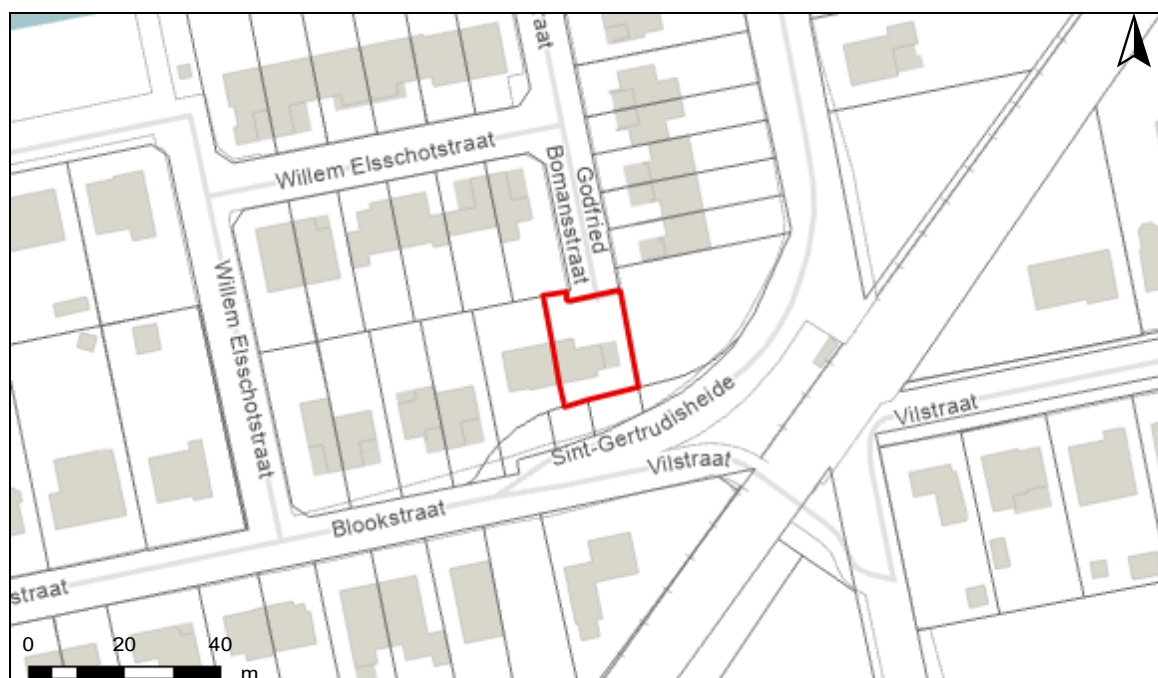 aat
Willem Elsschotstraat
Godfried
Bomansstraat
Willem Elsschotstraat
Sint-Gertrudisheide
Vilstraat
Vilstraat
Blookstraat
straat
0 20 40
m